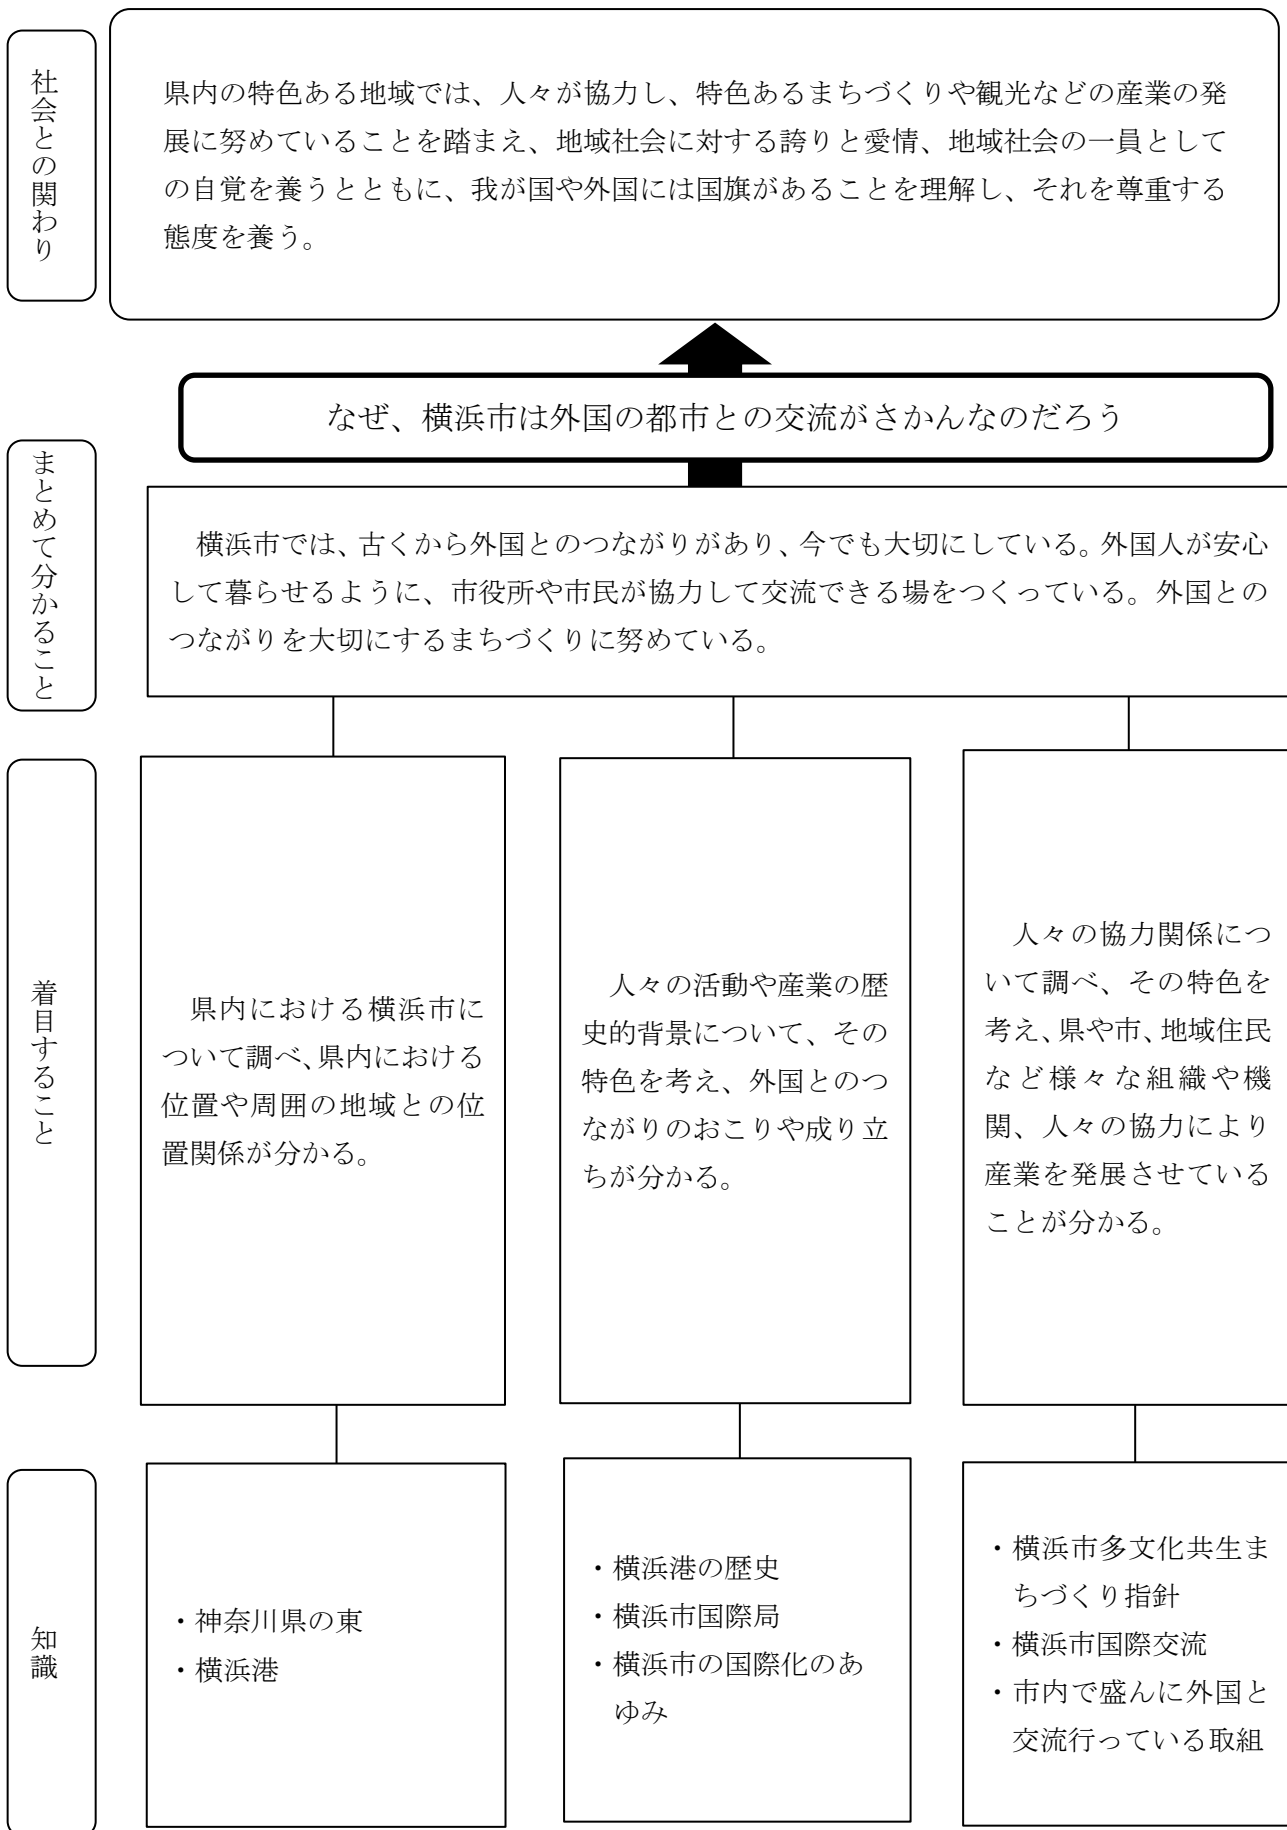 社会との関わり
県内の特色ある地域では、人々が協力し、特色あるまちづくりや観光などの産業の発
展に努めていることを踏まえ、地域社会に対する誇りと愛情、地域社会の一員として
の自覚を養うとともに、我が国や外国には国旗があることを理解し、それを尊重する
態度を養う。
なぜ、横浜市は外国の都市との交流がさかんなのだろう
まとめて分かること
横浜市では、古くから外国とのつながりがあり、今でも大切にしている。外国人が安心
して暮らせるように、市役所や市民が協力して交流できる場をつくっている。外国との
つながりを大切にするまちづくりに努めている。
着目すること
県内における横浜市に
ついて調べ、県内における
位置や周囲の地域との位
置関係が分かる。
人々の活動や産業の歴
史的背景について、その
特色を考え、外国とのつ
ながりのおこりや成り立
ちが分かる。
人々の協力関係につ
いて調べ、その特色を
考え、県や市、地域住民
など様々な組織や機
関、人々の協力により
産業を発展させている
ことが分かる。
知識
・神奈川県の東
・横浜港
・横浜港の歴史
・横浜市国際局
・横浜市の国際化のあ
ゆみ
・横浜市多文化共生ま
ちづくり指針
・横浜市国際交流
・市内で盛んに外国と
交流行っている取組